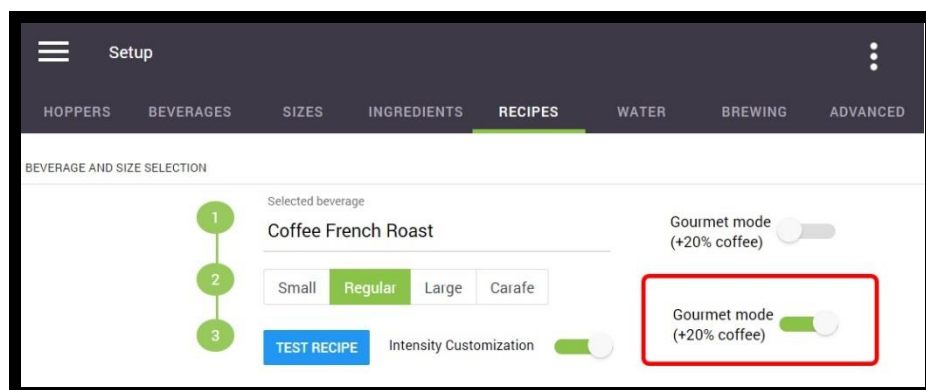 Setup
HOPPERS BEVERAGES SIZES INGREDIENTS RECIPES WATER BREWING ADVANCED
BEVERAGE AND SIZE SELECTION
1
Selected beverage
Coffee French Roast
Gourmet mode
(+20% coffee)
2
Small Regular Large Carafe
Gourmet mode
(+20% coffee)
3
TEST RECIPE Intensity Customization